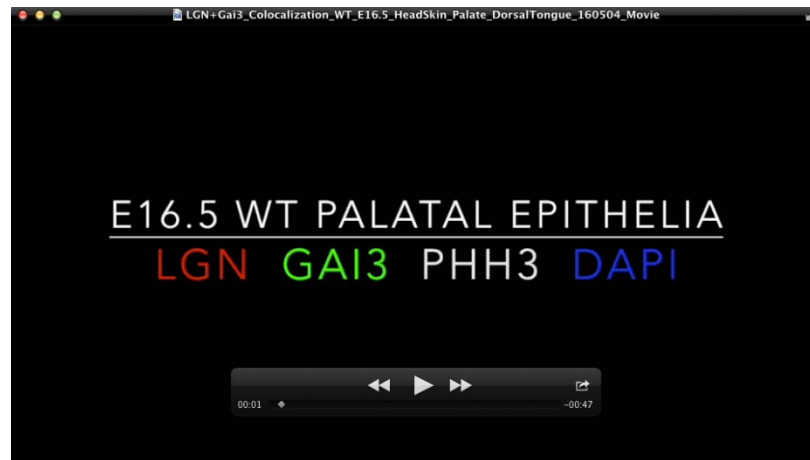 LGN+Gai3_Colocalization_WT_E16.5_HeadSkin_Palate_DorsalTongue_160504_Movie
E16.5 WT PALATAL EPITHELIA
LGN GAI3 PHH3 DAPI
00:01 -00:47